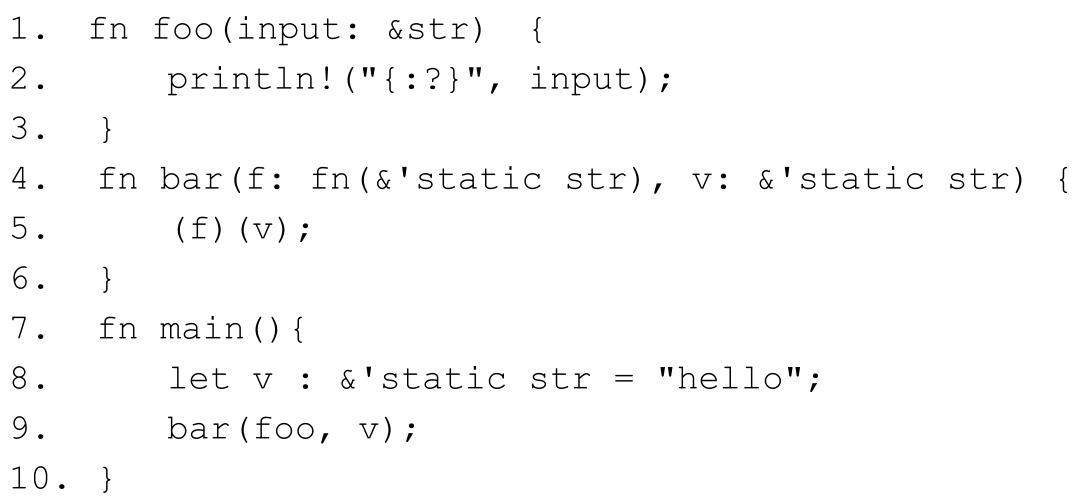 1. fn foo(input: &str) {
2. println!("{:?}", input);
3. }
4. fn bar(f: fn(&'static str), v: &'static str) {
5. (f)(v);
6. }
7. fn main(){
8. let v : &'static str = "hello";
9. bar(foo, v);
10. }